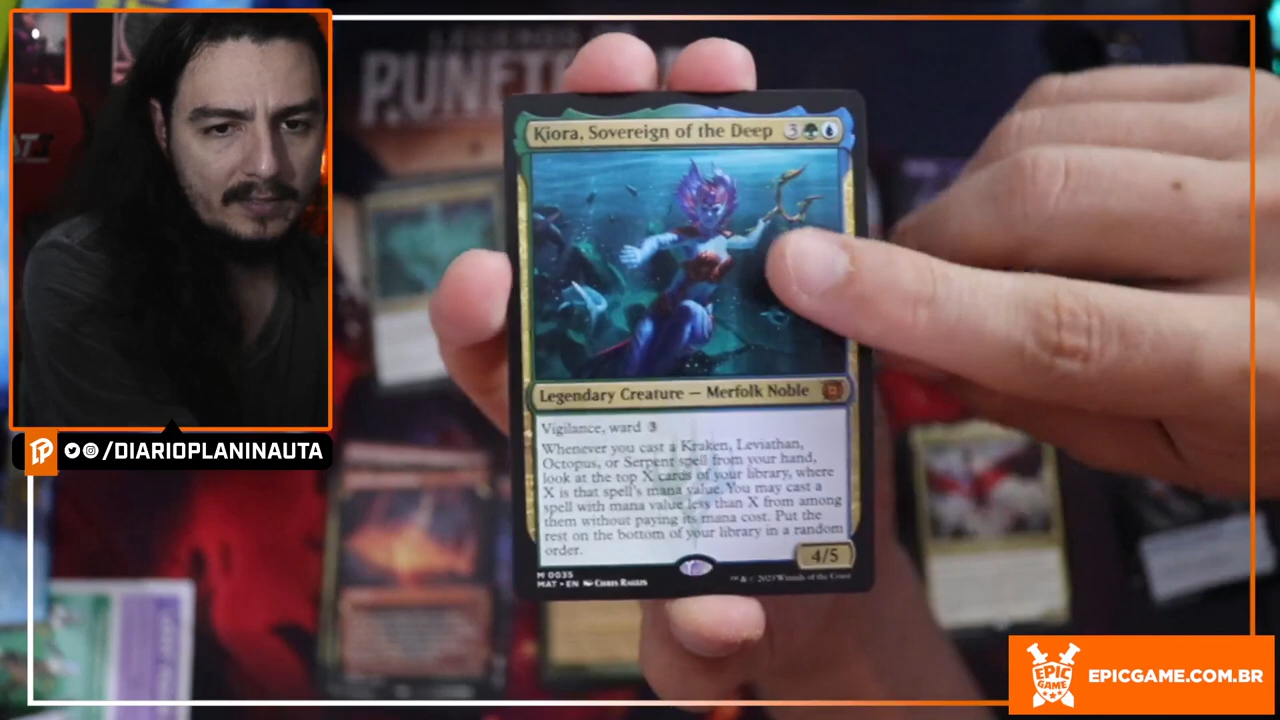 PUNET
Kiora, Sovereign of the Deep 3
Legendary Creature — Merfolk Noble
Vigilance, ward 3
Whenever you cast a Kraken, Leviathan,
Octopus, or Serpent spell from your hand,
look at the top X cards of your library, where
X is that spell's mana value. You may cast a
spell with mana value less than X from among
them without paying its mana cost. Put the
rest on the bottom of your library in a random
order.
4/5
M 0035
MAT • EN Chris Rallis
™ & © 2023 Wizards of the Coast
/DIARIOPLANINAUTA
EPIC
GAME
EPICGAME.COM.BR